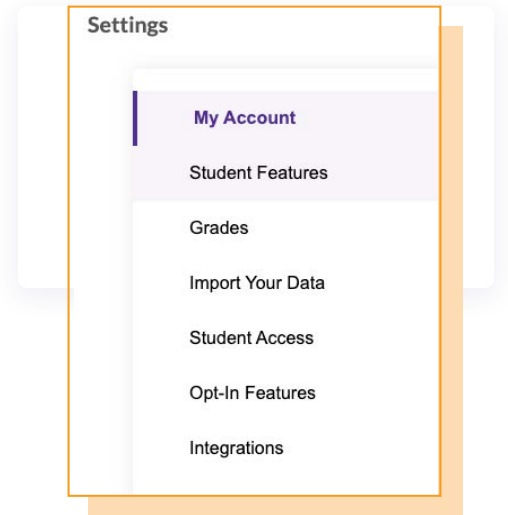 Settings
My Account
Student Features
Grades
Import Your Data
Student Access
Opt-In Features
Integrations